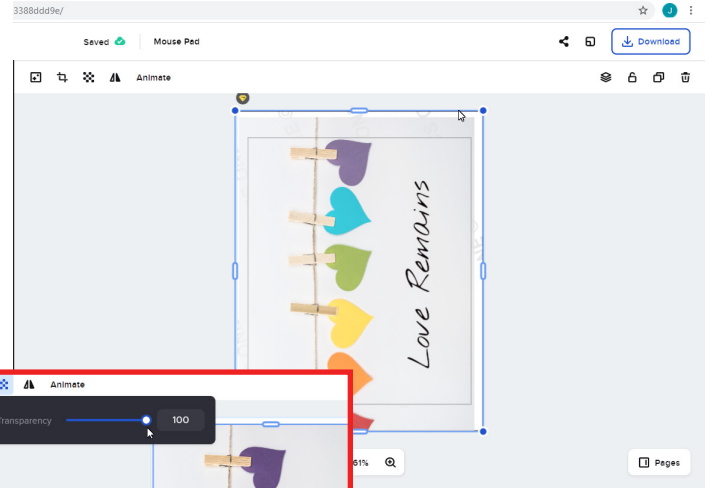 3388ddd9e/
J
Saved
Mouse Pad
Download
Animate
Love Remains
Animate
Transparency
100
61%
Pages